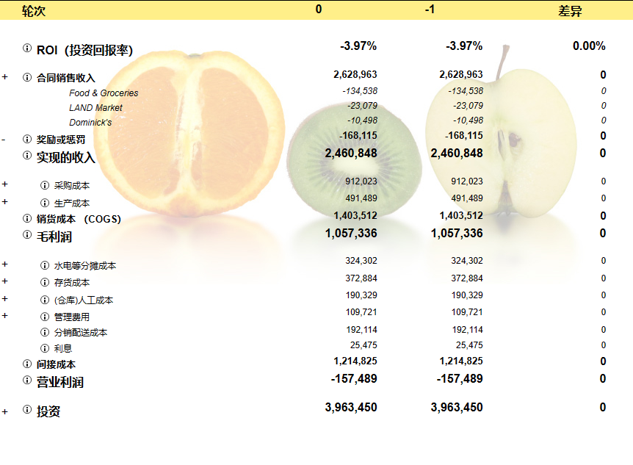 轮次 0 -1 差异
ROI（投资回报率） -3.97% -3.97% 0.00%
+ 合同销售收入 2,628,963 2,628,963 0
Food & Groceries -134,538 -134,538 0
LAND Market -23,079 -23,079 0
Dominick's -10,498 -10,498 0
- 奖励或惩罚 -168,115 -168,115 0
实现的收入 2,460,848 2,460,848 0
+ 采购成本 912,023 912,023 0
+ 生产成本 491,489 491,489 0
销货成本 （COGS） 1,403,512 1,403,512 0
毛利润 1,057,336 1,057,336 0
+ 水电等分摊成本 324,302 324,302 0
+ 存货成本 372,884 372,884 0
+ (仓库)人工成本 190,329 190,329 0
+ 管理费用 109,721 109,721 0
分销配送成本 192,114 192,114 0
利息 25,475 25,475 0
间接成本 1,214,825 1,214,825 0
营业利润 -157,489 -157,489 0
+ 投资 3,963,450 3,963,450 0